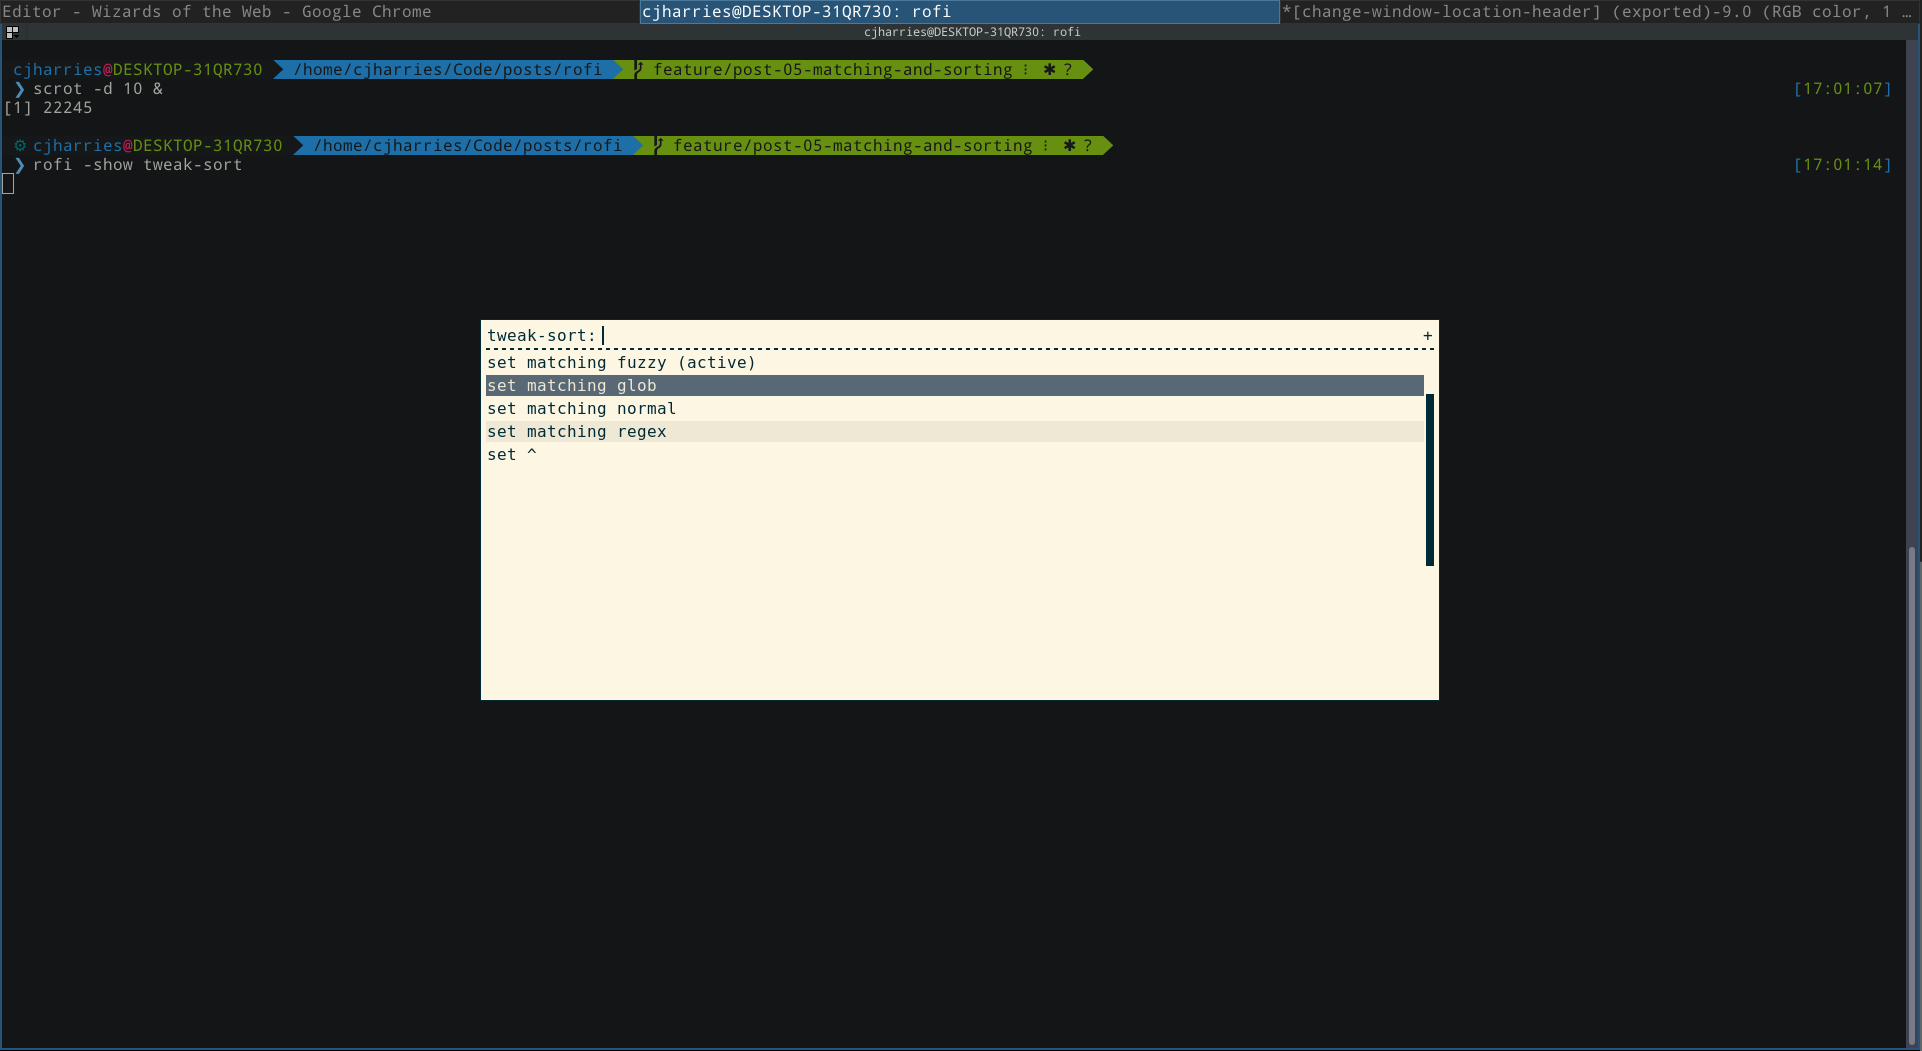 Editor - Wizards of the Web - Google Chrome
cjharries@DESKTOP-31QR730: rofi
*[change-window-location-header] (exported)-9.0 (RGB color, 1 …
cjharries@DESKTOP-31QR730: rofi
cjharries@DESKTOP-31QR730 /home/cjharries/Code/posts/rofi feature/post-05-matching-and-sorting ⋮ ✱ ?
❯ scrot -d 10 & [17:01:07]
[1] 22245
⚙ cjharries@DESKTOP-31QR730 /home/cjharries/Code/posts/rofi feature/post-05-matching-and-sorting ⋮ ✱ ?
❯ rofi -show tweak-sort [17:01:14]
tweak-sort: +
set matching fuzzy (active)
set matching glob
set matching normal
set matching regex
set ^